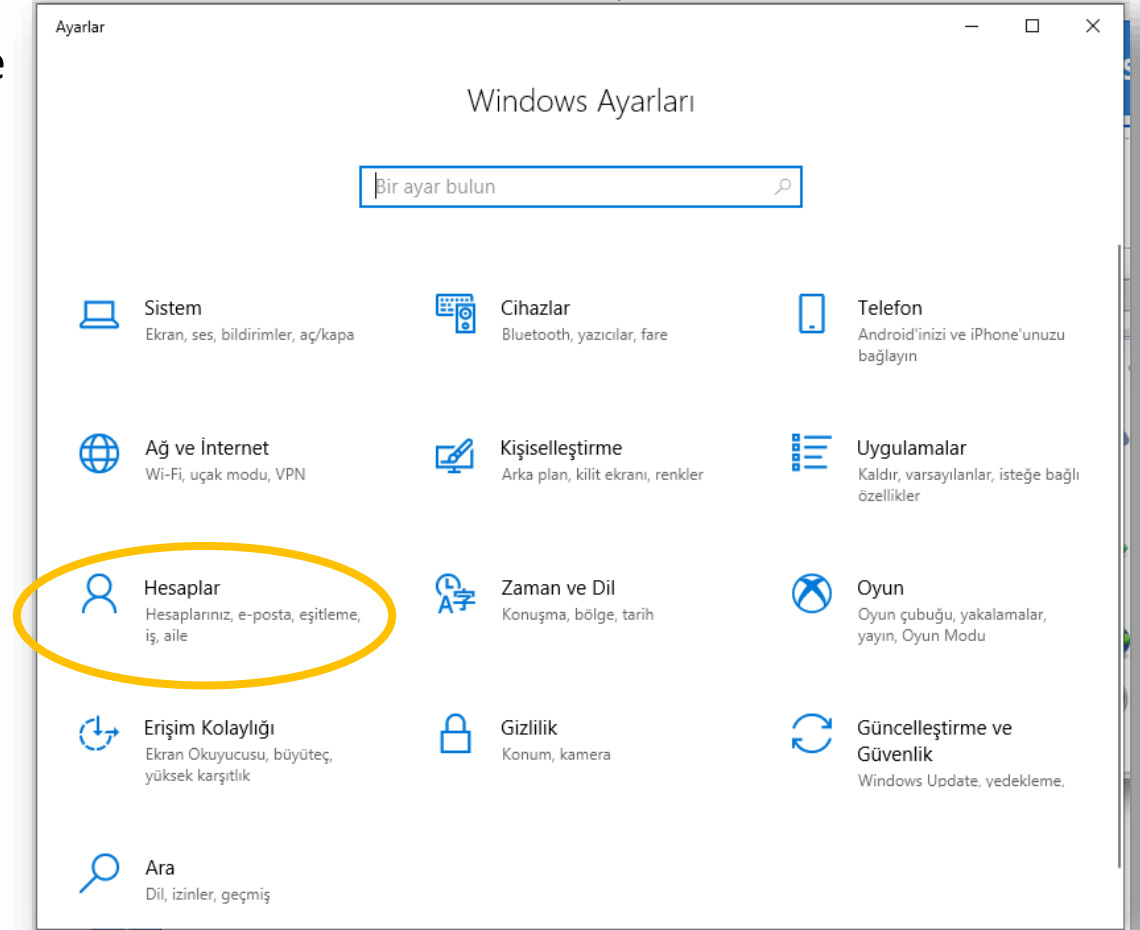 e
Ayarlar
Windows Ayarları
Bir ayar bulun
Sistem
Ekran, ses, bildirimler, aç/kapa
Cihazlar
Bluetooth, yazıcılar, fare
Telefon
Android'inizi ve iPhone'unuzu
bağlayın
Ağ ve İnternet
Wi-Fi, uçak modu, VPN
Kişiselleştirme
Arka plan, kilit ekranı, renkler
Uygulamalar
Kaldır, varsayılanlar, isteğe bağlı
özellikler
Hesaplar
Hesaplarınız, e-posta, eşitleme,
iş, aile
Zaman ve Dil
Konuşma, bölge, tarih
Oyun
Oyun çubuğu, yakalamalar,
yayın, Oyun Modu
Erişim Kolaylığı
Ekran Okuyucusu, büyüteç,
yüksek karşıtlık
Gizlilik
Konum, kamera
Güncelleştirme ve
Güvenlik
Windows Update, yedekleme,
Ara
Dil, izinler, geçmiş